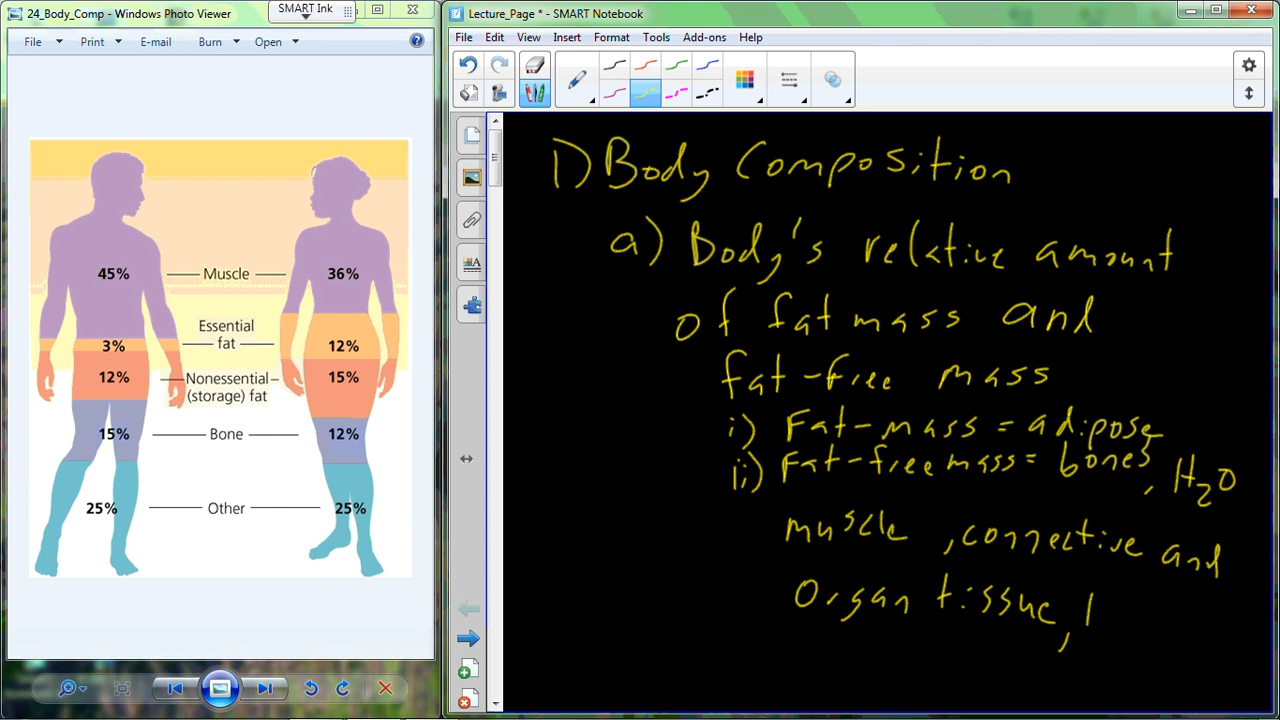 24_Body_Comp - Windows Photo Viewer
SMART Ink
File Print E-mail Burn Open
45% Muscle 36%
Essential
fat
3% 12%
12% Nonessential
(storage) fat 15%
15% Bone 12%
25% Other 25%
Lecture_Page * - SMART Notebook
File Edit View Insert Format Tools Add-ons Help
1) Body Composition
a) Body's relative amount
of fat mass and
fat-free mass
i) Fat-mass = adipose
ii) Fat-free mass = bones, H2O
muscle, connective and
organ tissue,